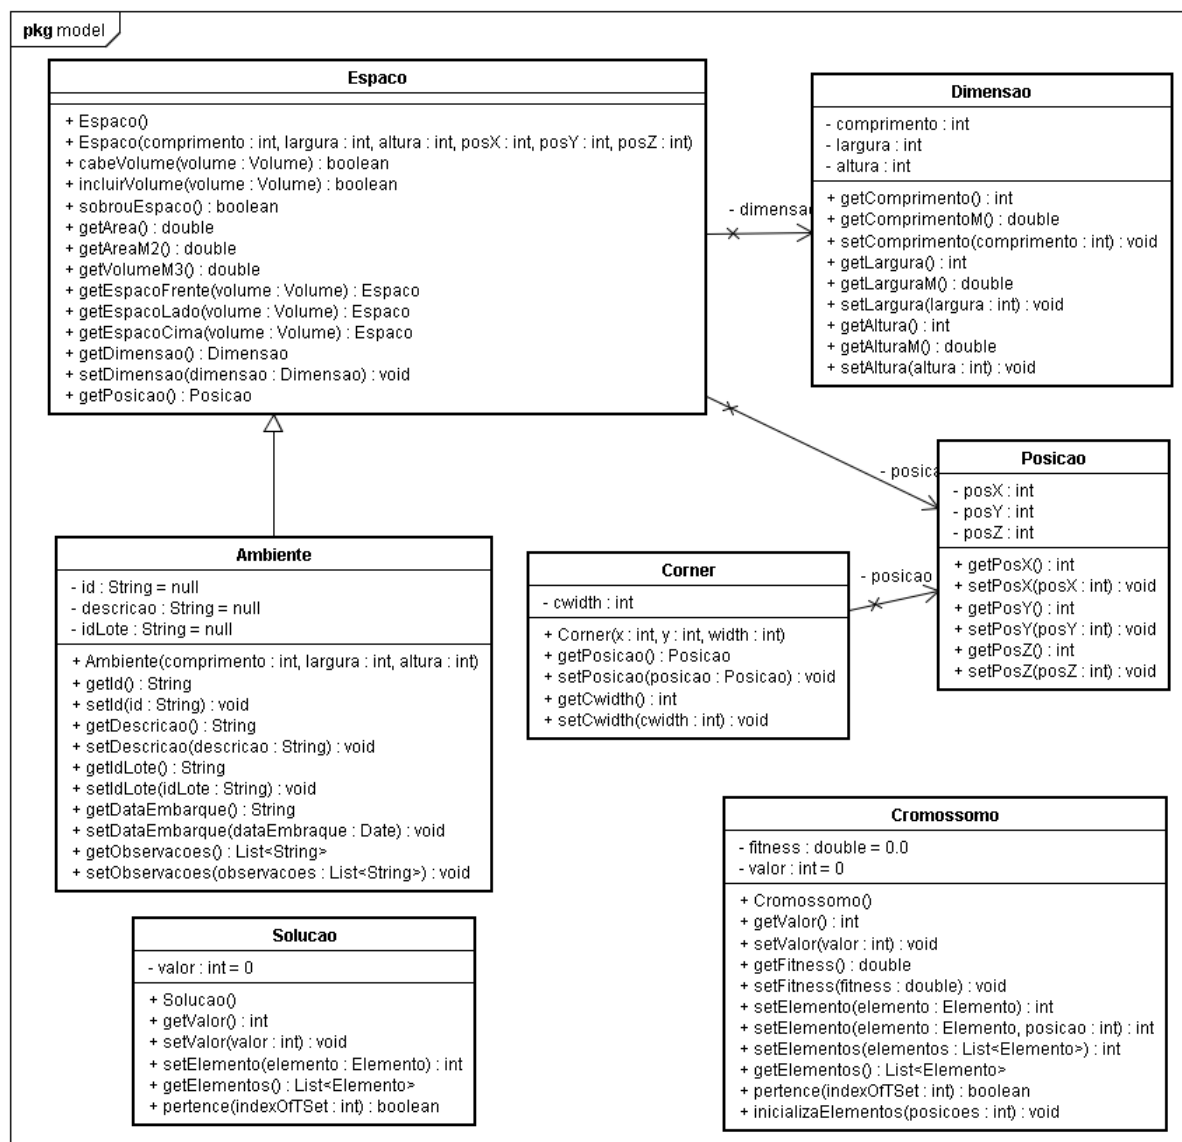 pkg model
Espaco
+ Espaco()
+ Espaco(comprimento : int, largura : int, altura : int, posX : int, posY : int, posZ : int)
+ cabeVolume(volume : Volume) : boolean
+ incluirVolume(volume : Volume) : boolean
+ sobrouEspaco() : boolean
+ getArea() : double
+ getAreaM2() : double
+ getVolumeM3() : double
+ getEspacoFrente(volume : Volume) : Espaco
+ getEspacoLado(volume : Volume) : Espaco
+ getEspacoCima(volume : Volume) : Espaco
+ getDimensao() : Dimensao
+ setDimensao(dimensao : Dimensao) : void
+ getPosicao() : Posicao
- dimensa
Dimensao
- comprimento : int
- largura : int
- altura : int
+ getComprimento() : int
+ getComprimentoM() : double
+ setComprimento(comprimento : int) : void
+ getLargura() : int
+ getLarguraM() : double
+ setLargura(largura : int) : void
+ getAltura() : int
+ getAlturaM() : double
+ setAltura(altura : int) : void
- posica
Posicao
- posX : int
- posY : int
- posZ : int
+ getPosX() : int
+ setPosX(posX : int) : void
+ getPosY() : int
+ setPosY(posY : int) : void
+ getPosZ() : int
+ setPosZ(posZ : int) : void
Ambiente
- id : String = null
- descricao : String = null
- idLote : String = null
+ Ambiente(comprimento : int, largura : int, altura : int)
+ getId() : String
+ setId(id : String) : void
+ getDescricao() : String
+ setDescricao(descricao : String) : void
+ getIdLote() : String
+ setIdLote(idLote : String) : void
+ getDataEmbarque() : String
+ setDataEmbarque(dataEmbraque : Date) : void
+ getObservacoes() : List<String>
+ setObservacoes(observacoes : List<String>) : void
Corner
- cwidth : int
+ Corner(x : int, y : int, width : int)
+ getPosicao() : Posicao
+ setPosicao(posicao : Posicao) : void
+ getCwidth() : int
+ setCwidth(cwidth : int) : void
- posicao
Solucao
- valor : int = 0
+ Solucao()
+ getValor() : int
+ setValor(valor : int) : void
+ setElemento(elemento : Elemento) : int
+ getElementos() : List<Elemento>
+ pertence(indexOfTSet : int) : boolean
Cromossomo
- fitness : double = 0.0
- valor : int = 0
+ Cromossomo()
+ getValor() : int
+ setValor(valor : int) : void
+ getFitness() : double
+ setFitness(fitness : double) : void
+ setElemento(elemento : Elemento) : int
+ setElemento(elemento : Elemento, posicao : int) : int
+ setElementos(elementos : List<Elemento>) : int
+ getElementos() : List<Elemento>
+ pertence(indexOfTSet : int) : boolean
+ inicializaElementos(posicoes : int) : void